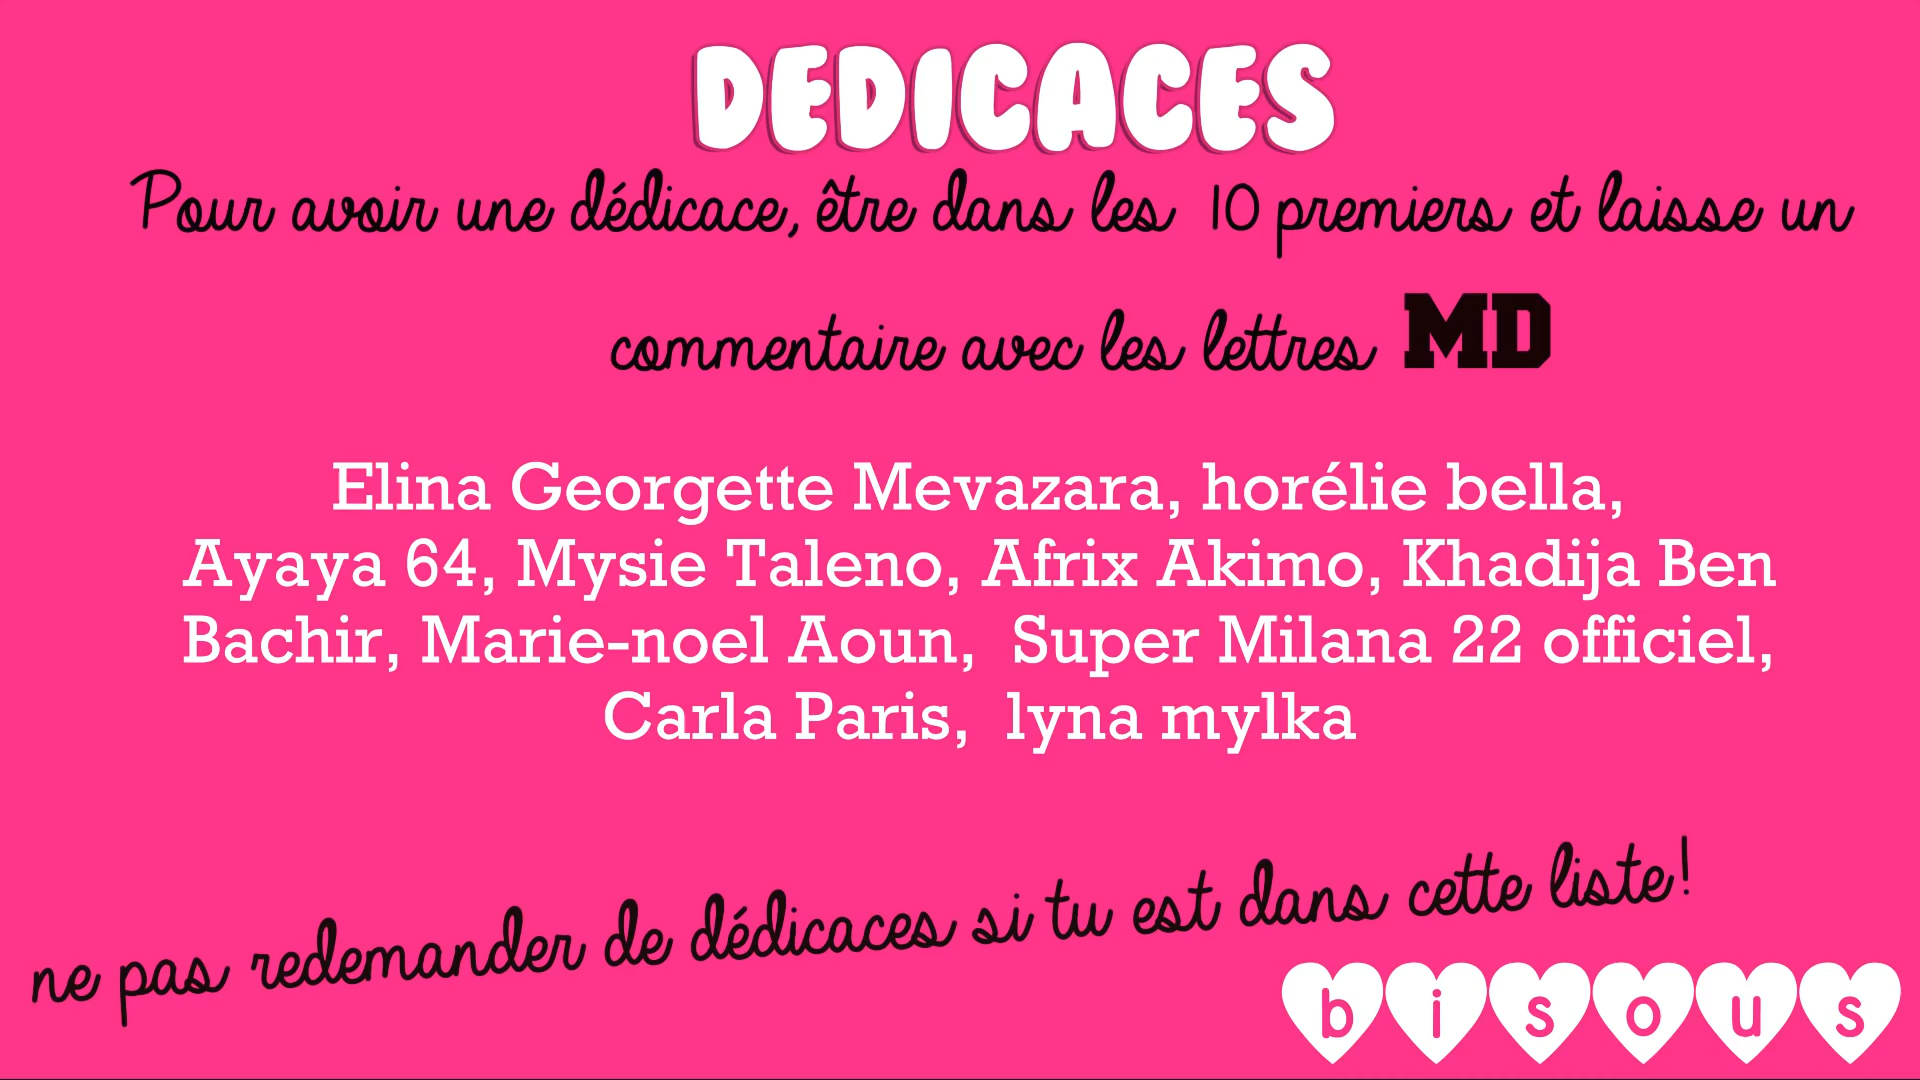 DEDICACES
Pour avoir une dédicace, être dans les 10 premiers et laisse un
commentaire avec les lettres MD
Elina Georgette Mevazara, horélie bella,
Ayaya 64, Mysie Taleno, Afrix Akimo, Khadija Ben
Bachir, Marie-noel Aoun, Super Milana 22 officiel,
Carla Paris, lyna mylka
ne pas redemander de dédicaces si tu est dans cette liste!
bisous